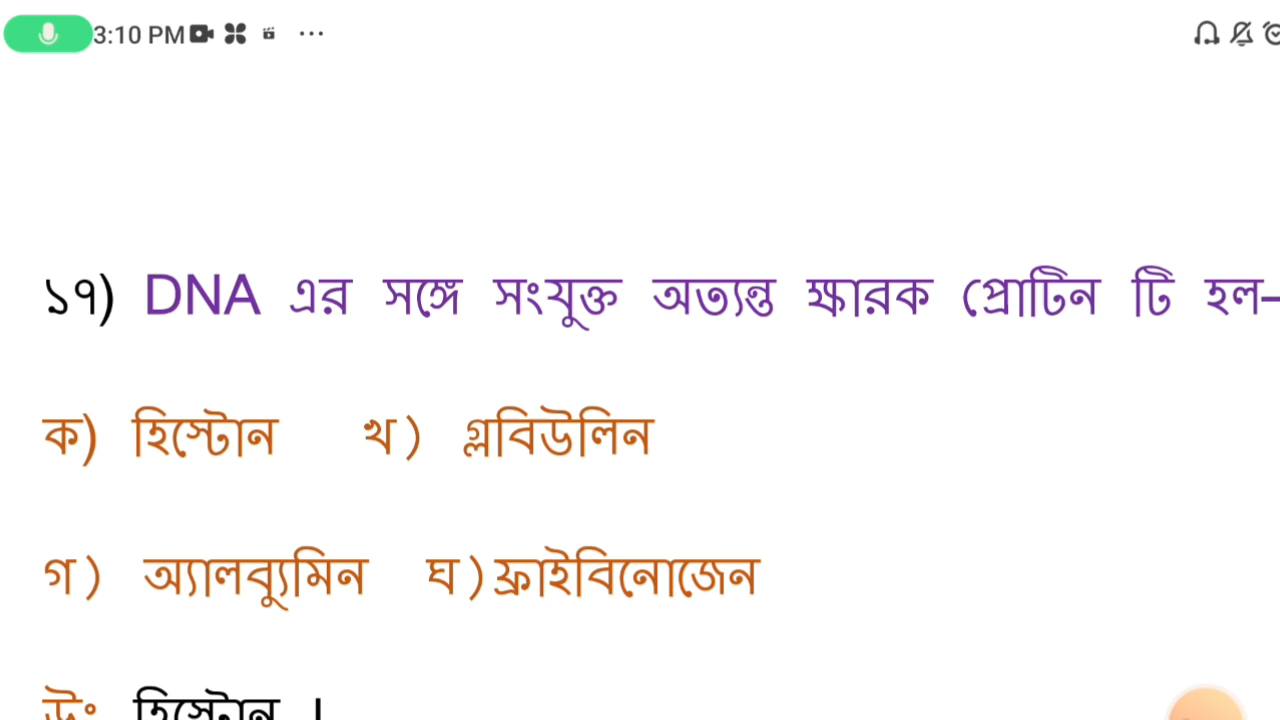 3:10 PM
১৭) DNA এর সঙ্গে সংযুক্ত অত্যন্ত ক্ষারক প্রোটিন টি হল–
ক) হিস্টোন খ) গ্লবিউলিন
গ) অ্যালব্যুমিন ঘ)ফ্রাইবিনোজেন
উঃ হিস্টোন ।